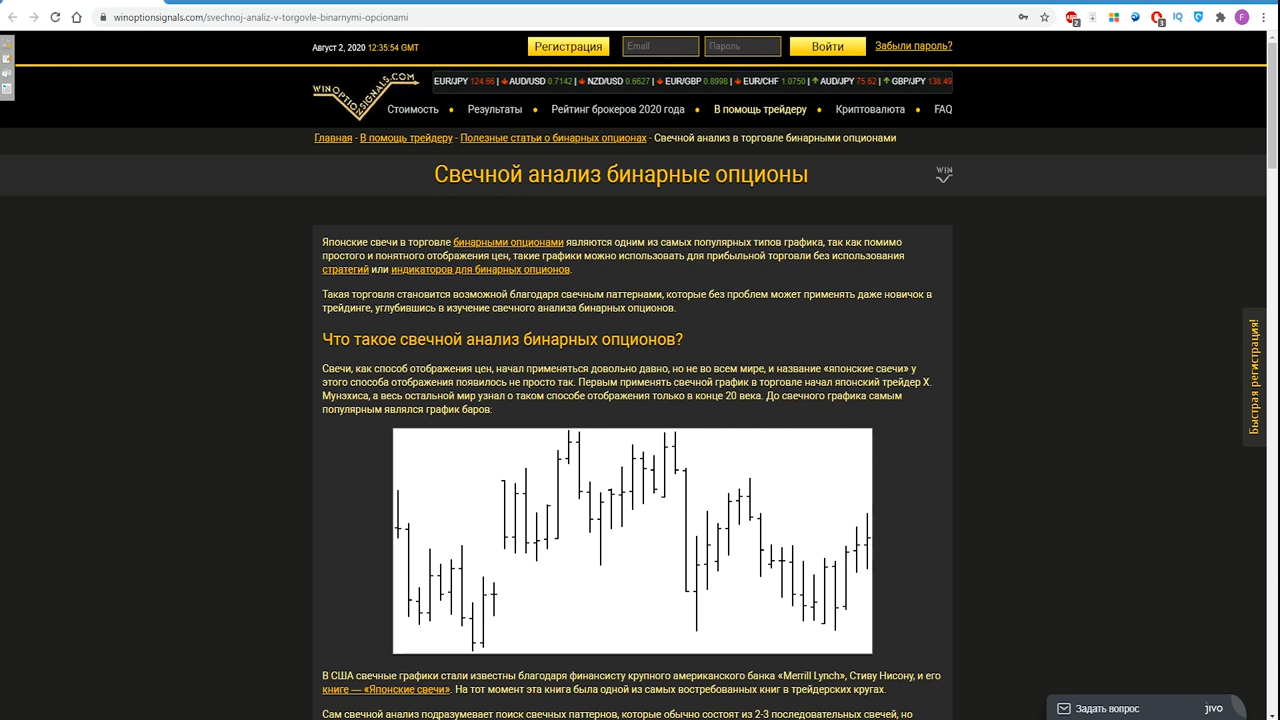 winoptionsignals.com/svechnoj-analiz-v-torgovle-binarnymi-opcionami
Август 2, 2020 12:35:54 GMT
Регистрация
Email
Пароль
Войти
Забыли пароль?
WINOPTIONSIGNALS.COM
EUR/JPY 124.66 | AUD/USD 0.7142 | NZD/USD 0.6627 | EUR/GBP 0.8998 | EUR/CHF 1.0750 | AUD/JPY 75.62 | GBP/JPY 138.49
Стоимость • Результаты • Рейтинг брокеров 2020 года • В помощь трейдеру • Криптовалюта • FAQ
Главная - В помощь трейдеру - Полезные статьи о бинарных опционах - Свечной анализ в торговле бинарными опционами
Свечной анализ бинарные опционы
WIN
Японские свечи в торговле бинарными опционами являются одним из самых популярных типов графика, так как помимо
простого и понятного отображения цен, такие графики можно использовать для прибыльной торговли без использования
стратегий или индикаторов для бинарных опционов.
Такая торговля становится возможной благодаря свечным паттернами, которые без проблем может применять даже новичок в
трейдинге, углубившись в изучение свечного анализа бинарных опционов.
Что такое свечной анализ бинарных опционов?
Свечи, как способ отображения цен, начал применяться довольно давно, но не во всем мире, и название «японские свечи» у
этого способа отображения появилось не просто так. Первым применять свечной график в торговле начал японский трейдер Х.
Мунэхиса, а весь остальной мир узнал о таком способе отображения только в конце 20 века. До свечного графика самым
популярным являлся график баров:
В США свечные графики стали известны благодаря финансисту крупного американского банка «Merrill Lynch», Стиву Нисону, и его
книге — «Японские свечи». На тот момент эта книга была одной из самых востребованных книг в трейдерских кругах.
Сам свечной анализ подразумевает поиск свечных паттернов, которые обычно состоят из 2-3 последовательных свечей, но
Быстрая регистрация!
Задать вопрос
jivo
2
3
IQ
F